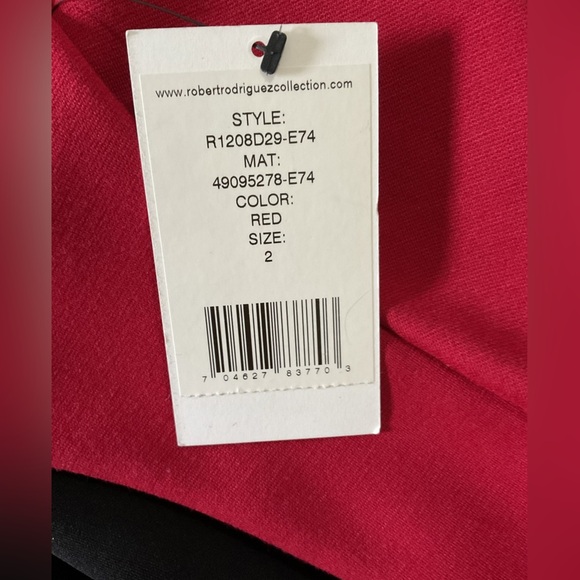 www.robertrodriguezcollection.com
STYLE:
R1208D29-E74
MAT:
49095278-E74
COLOR:
RED
SIZE:
2
7 04627 83770 3